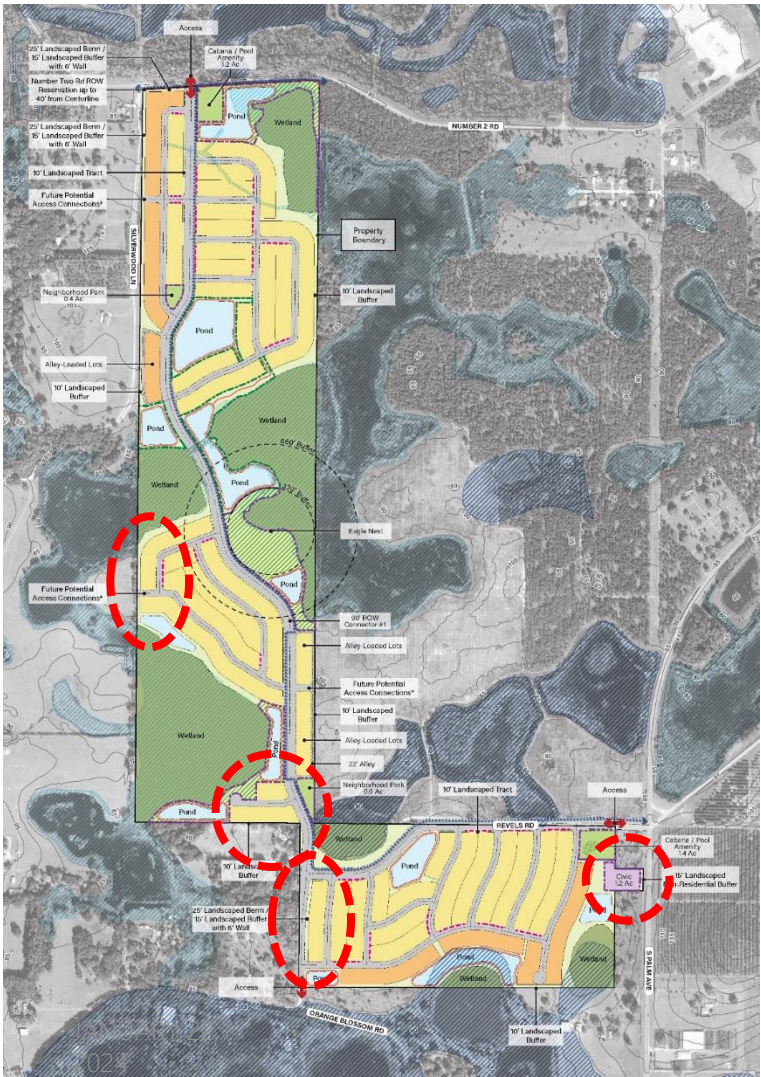 Access
25' Landscaped Berm /
15' Landscaped Buffer
with 6' Wall
Cabana / Pool
Amenity
1.2 Ac
Number Two Rd ROW
Reservation up to
40' from Centerline
Pond
Wetland
NUMBER 2 RD
25' Landscaped Berm /
15' Landscaped Buffer
with 6' Wall
10' Landscaped Tract
Future Potential
Access Connections*
SILVERWOOD LN
Property
Boundary
Neighborhood Park
0.4 Ac
10' Landscaped
Buffer
Pond
Alley-Loaded Lots
10' Landscaped
Buffer
Pond
Wetland
660' Buffer
Wetland
Pond
330' Buffer
Eagle Nest
Pond
Future Potential
Access Connections*
90' ROW
Connector #1
Alley-Loaded Lots
Future Potential
Access Connections*
Wetland
10' Landscaped
Buffer
Pond
Alley-Loaded Lots
22' Alley
Neighborhood Park
0.6 Ac
10' Landscaped Tract
Access
Pond
REVELS RD
Wetland
Cabana / Pool
Amenity
1.4 Ac
10' Landscaped
Buffer
Pond
Civic
1.2 Ac
15' Landscaped
Non-Residential Buffer
25' Landscaped Berm /
15' Landscaped Buffer
with 6' Wall
Pond
Pond
Pond
Wetland
Wetland
S PALM AVE
Access
ORANGE BLOSSOM RD
10' Landscaped
Buffer
024